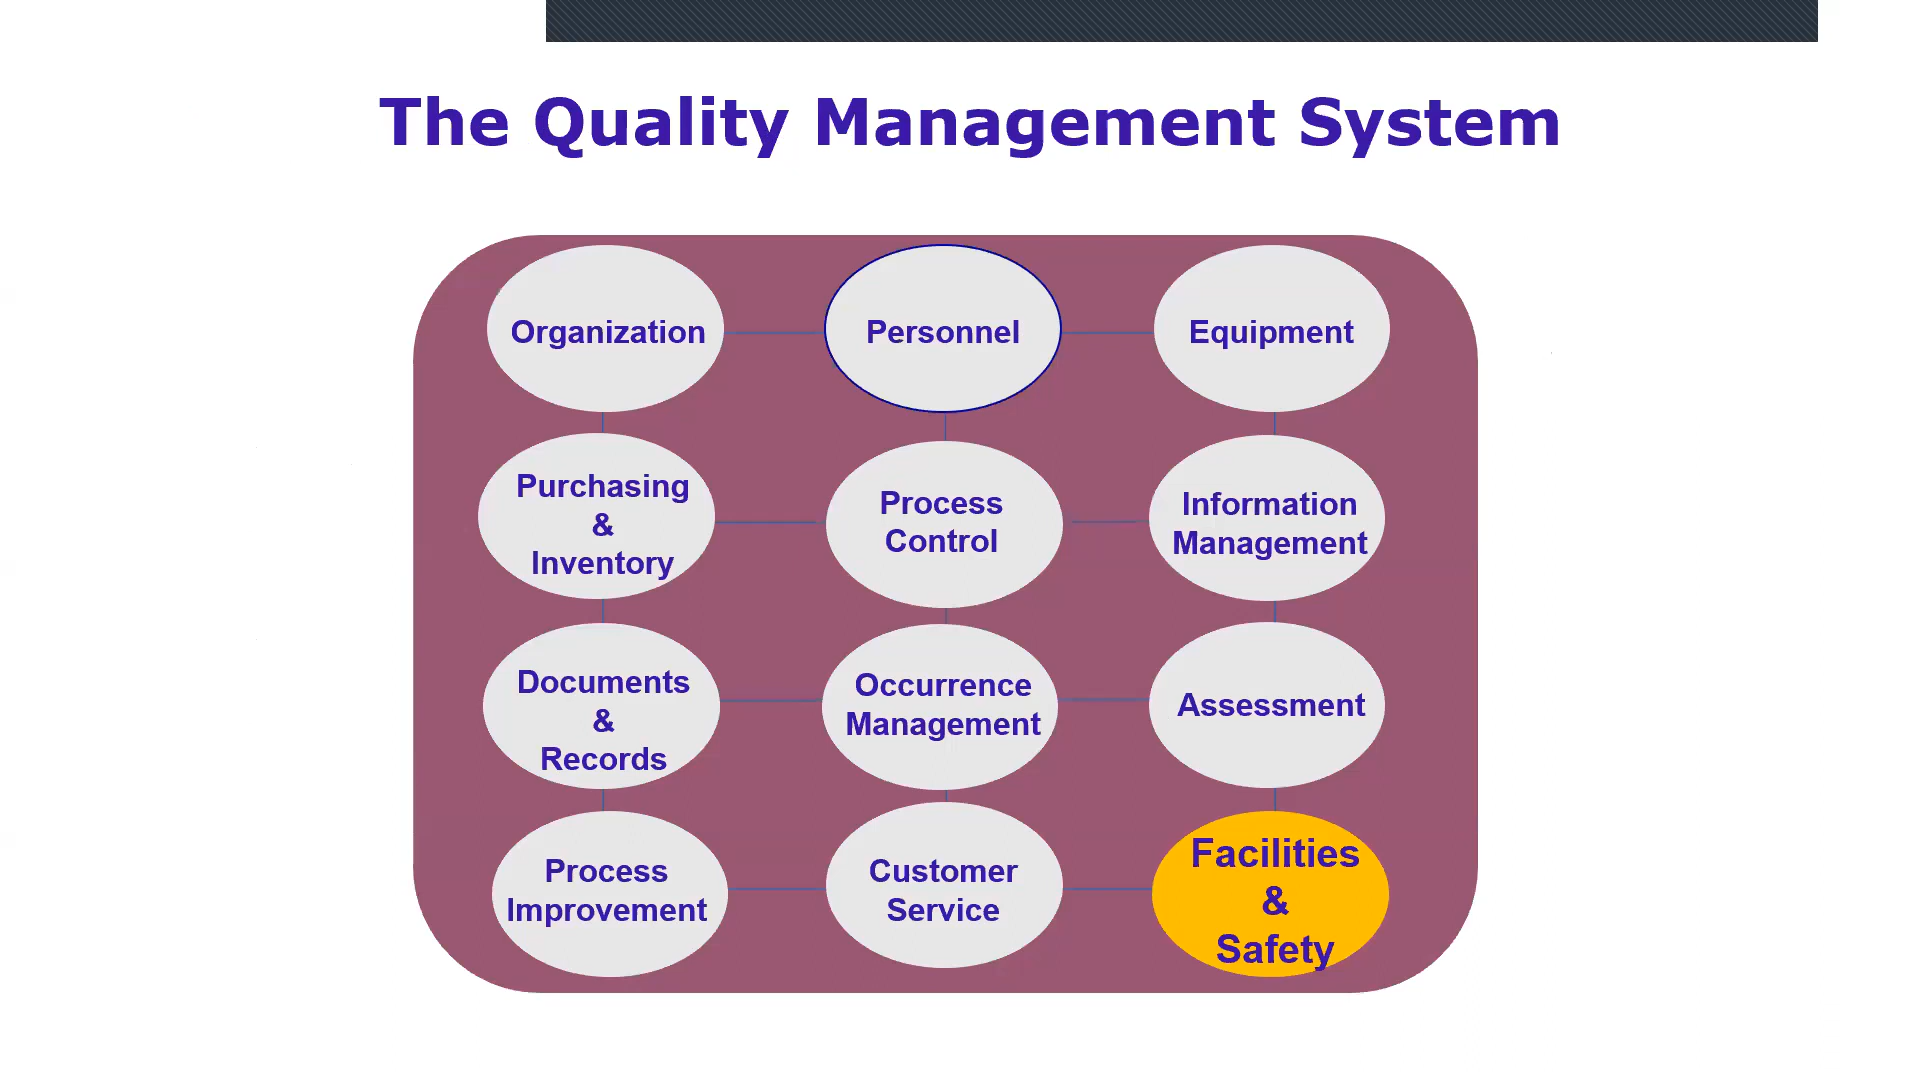 The Quality Management System
Organization
Personnel
Equipment
Purchasing
&
Inventory
Process
Control
Information
Management
Documents
&
Records
Occurrence
Management
Assessment
Process
Improvement
Customer
Service
Facilities
&
Safety